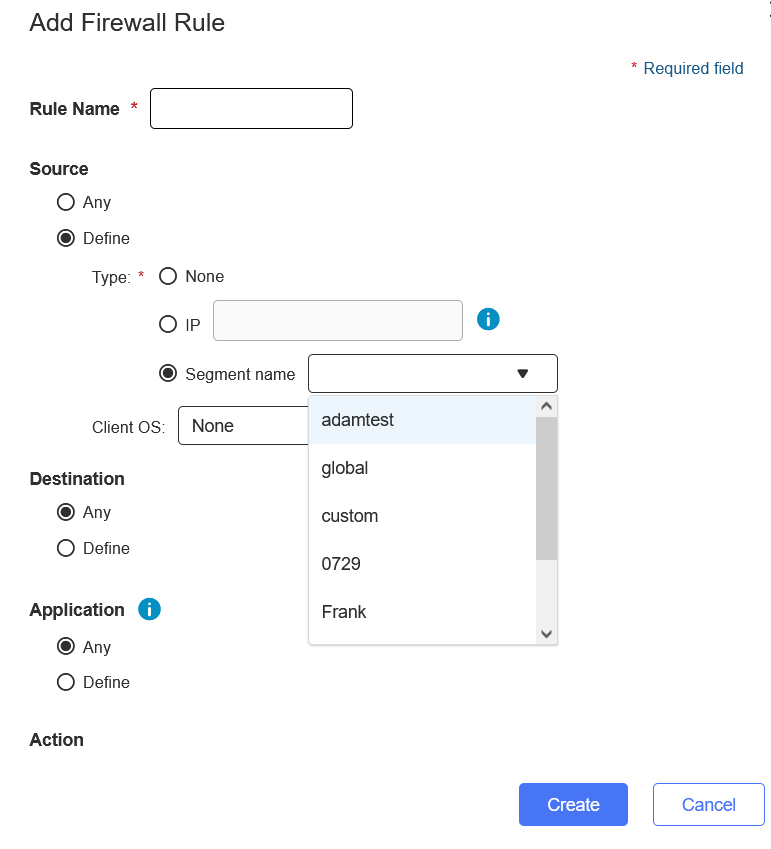 Add Firewall Rule
* Required field
Rule Name *
Source
Any
Define
Type: * None
IP
Segment name
adamtest
Client OS: None
global
Destination
custom
Any
Define
0729
Application
Frank
Any
Define
Action
Create Cancel